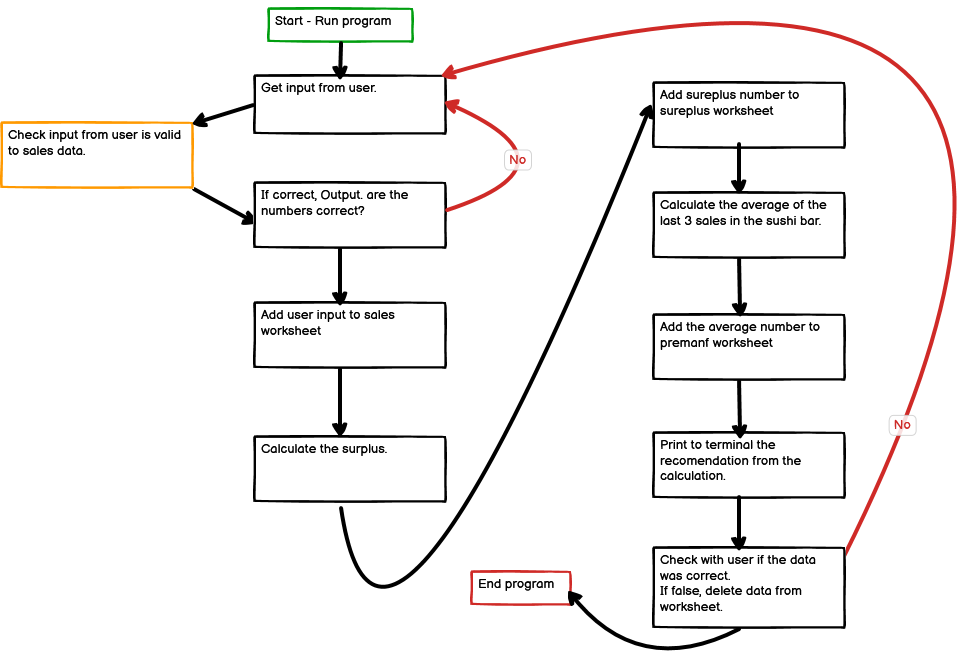 Start - Run program
Get input from user.
Check input from user is valid
to sales data.
If correct, Output. are the
numbers correct?
No
Add user input to sales
worksheet
Calculate the surplus.
Add sureplus number to
sureplus worksheet
Calculate the average of the
last 3 sales in the sushi bar.
Add the average number to
premanf worksheet
Print to terminal the
recomendation from the
calculation.
No
Check with user if the data
was correct.
If false, delete data from
worksheet.
End program